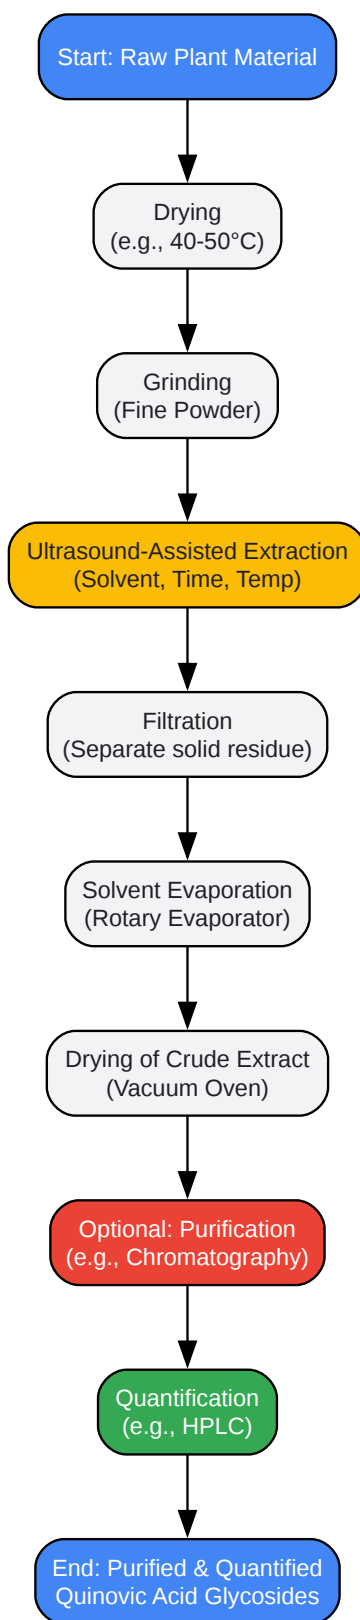 Start: Raw Plant Material
Drying
(e.g., 40-50°C)
Grinding
(Fine Powder)
Ultrasound-Assisted Extraction
(Solvent, Time, Temp)
Filtration
(Separate solid residue)
Solvent Evaporation
(Rotary Evaporator)
Drying of Crude Extract
(Vacuum Oven)
Optional: Purification
(e.g., Chromatography)
Quantification
(e.g., HPLC)
End: Purified & Quantified
Quinovic Acid Glycosides